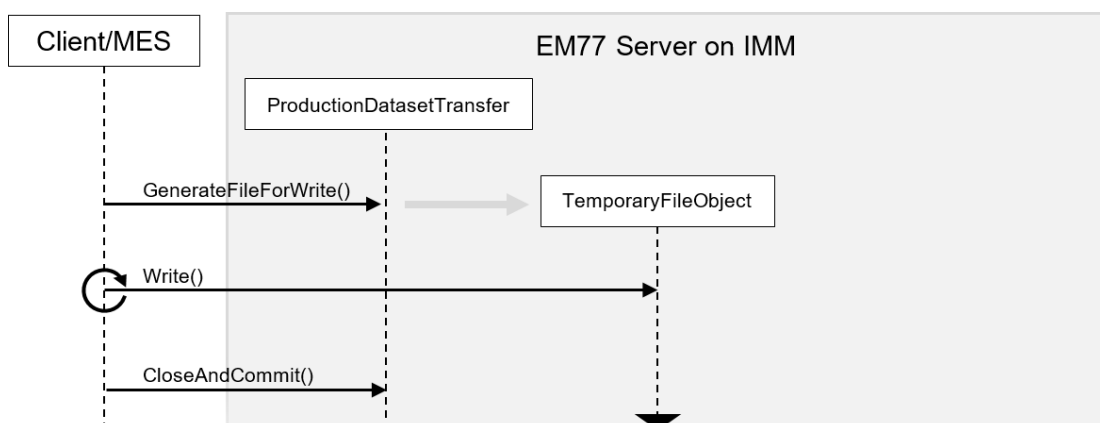 Client/MES
EM77 Server on IMM
ProductionDatasetTransfer
GenerateFileForWrite()
TemporaryFileObject
Write()
CloseAndCommit()